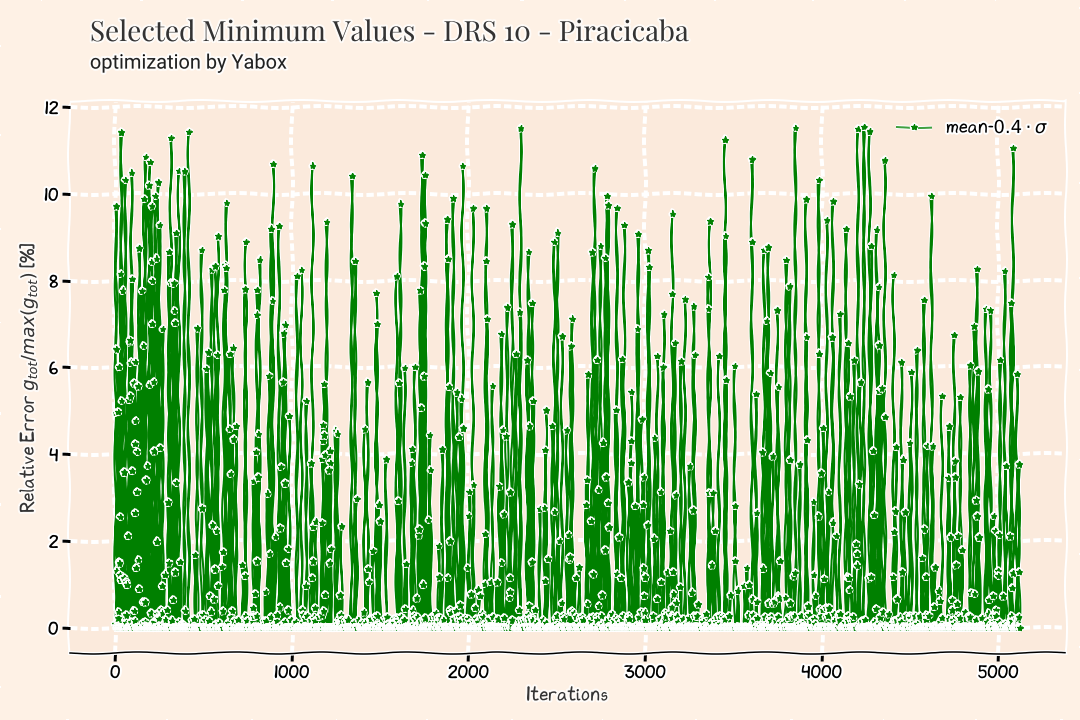 Selected Minimum Values - DRS 10 - Piracicaba
optimization by Yabox
12
10
8
6
4
2
0
Relative Error g_tot/max(g_tot) [%]
mean-0.4 · σ
0 1000 2000 3000 4000 5000
Iterations